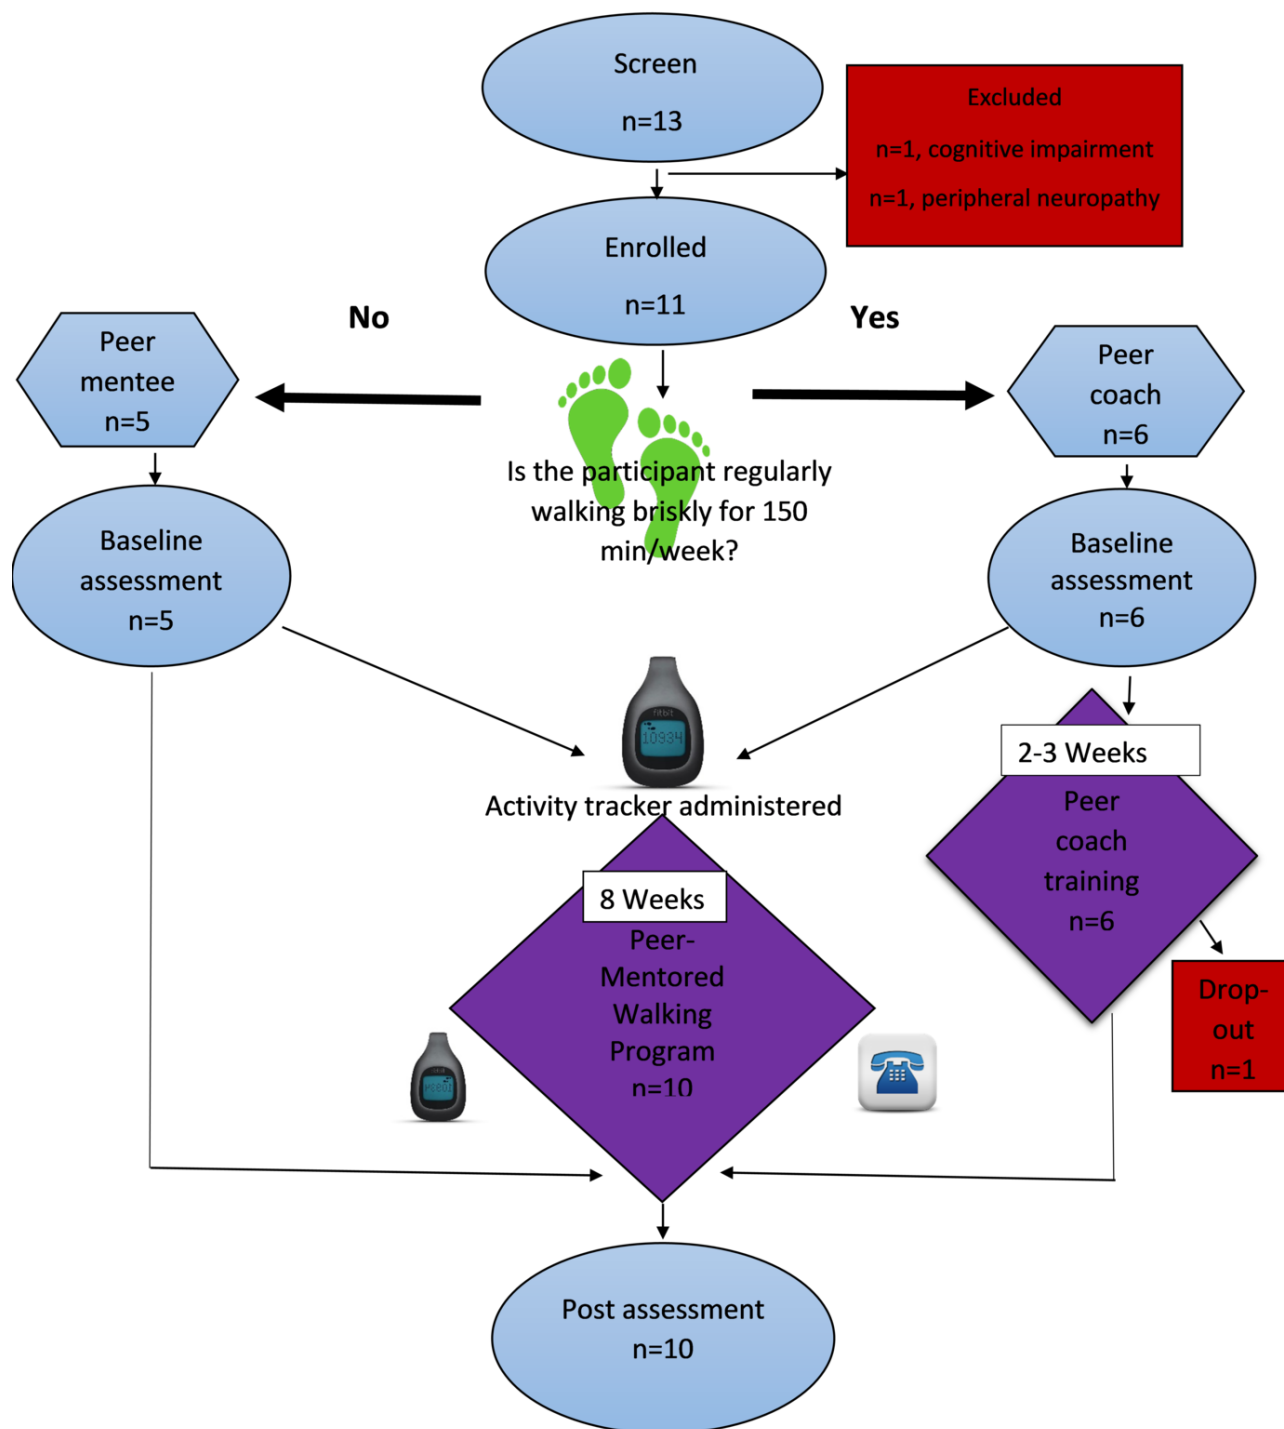 Screen
n=13
Excluded
n=1, cognitive impairment
n=1, peripheral neuropathy
Enrolled
n=11
No
Yes
Peer
mentee
n=5
Peer
coach
n=6
Is the participant regularly
walking briskly for 150
min/week?
Baseline
assessment
n=5
Baseline
assessment
n=6
fitbit
10934
Activity tracker administered
2-3 Weeks
Peer
coach
training
n=6
8 Weeks
Peer-
Mentored
Walking
Program
n=10
Drop-
out
n=1
Post assessment
n=10